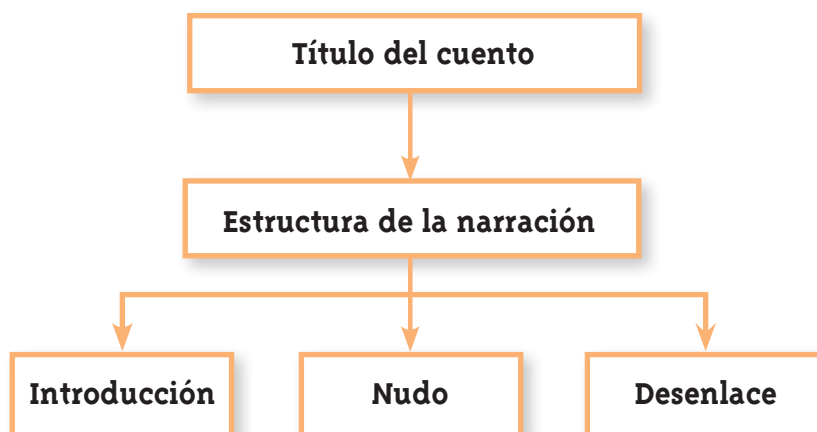 Título del cuento
Estructura de la narración
Introducción
Nudo
Desenlace